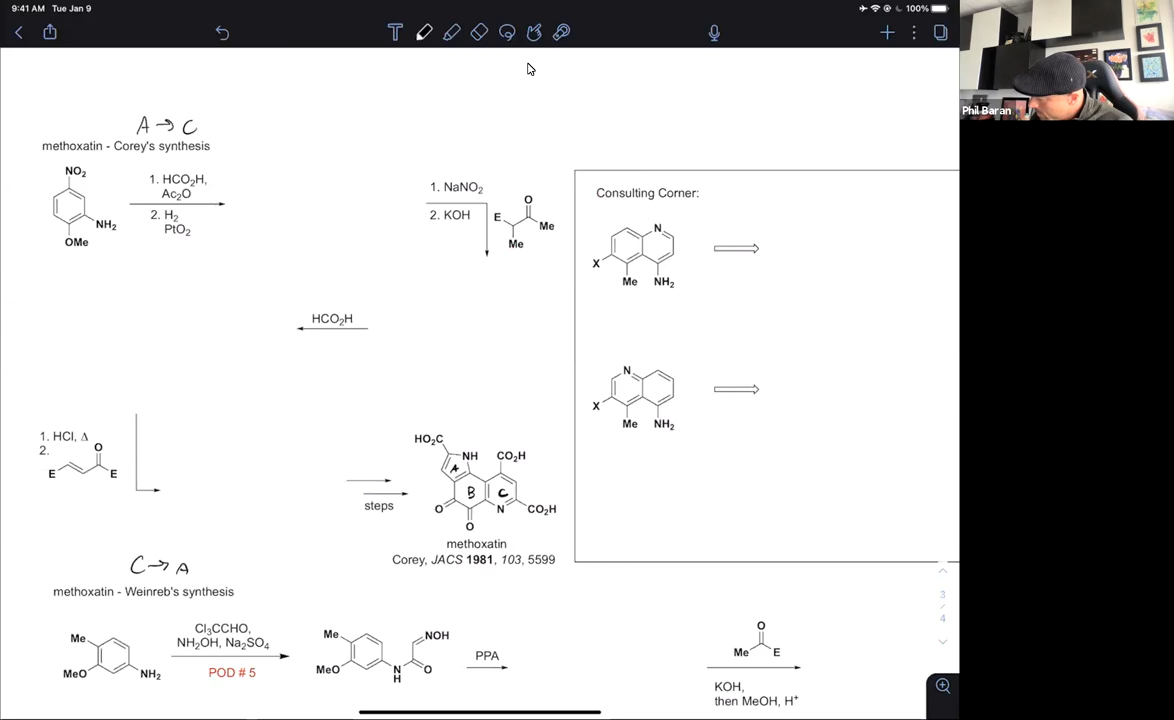 9:41 AM Tue Jan 9
100%
Phil Baran
A → C
methoxatin - Corey's synthesis
NO2
NH2
OMe
1. HCO2H,
Ac2O
2. H2
PtO2
1. NaNO2
2. KOH
E
O
Me
Me
HCO2H
1. HCl, Δ
2.
E
O
E
steps
HO2C
NH
CO2H
A
B
C
O
O
N
CO2H
methoxatin
Corey, JACS 1981, 103, 5599
Consulting Corner:
N
X
Me
NH2
N
X
Me
NH2
3
/
4
C → A
methoxatin - Weinreb's synthesis
Me
MeO
NH2
Cl3CCHO,
NH2OH, Na2SO4
POD # 5
Me
MeO
N
H
NOH
O
PPA
O
Me
E
KOH,
then MeOH, H+